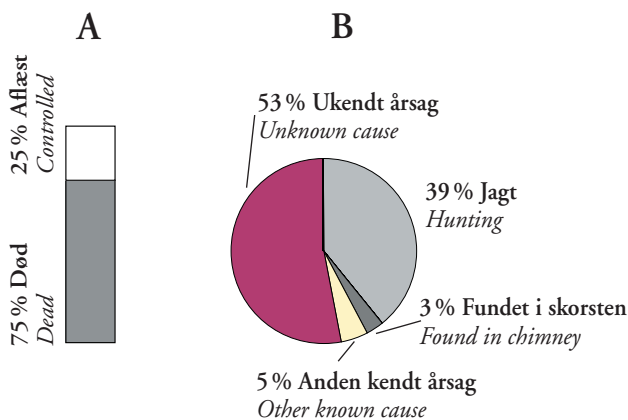 A
25 % Aflæst
Controlled
75 % Død
Dead
B
53 % Ukendt årsag
Unknown cause
39 % Jagt
Hunting
3 % Fundet i skorsten
Found in chimney
5 % Anden kendt årsag
Other known cause